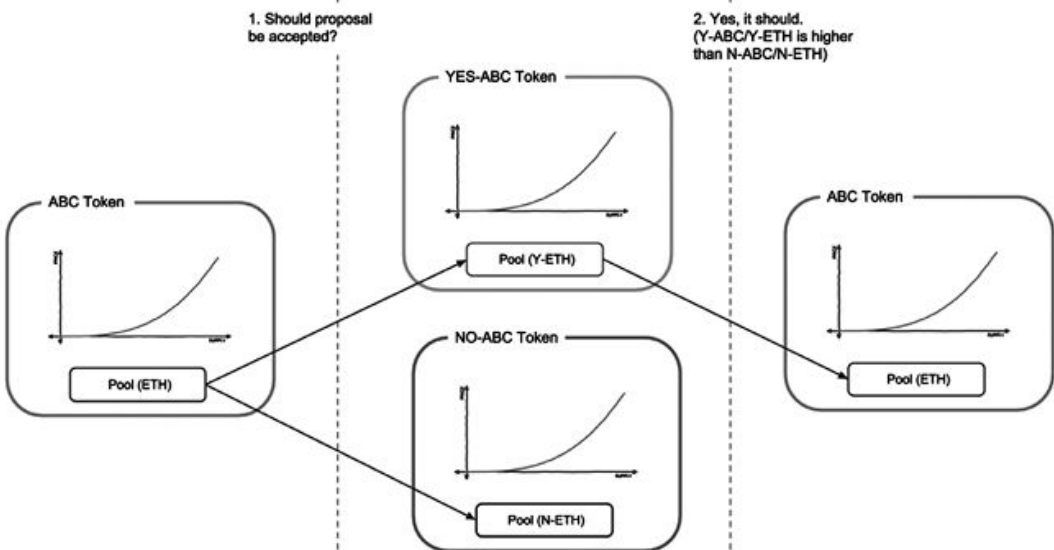 1. Should proposal
be accepted?
2. Yes, it should.
(Y-ABC/Y-ETH is higher
than N-ABC/N-ETH)
YES-ABC Token
Pool (Y-ETH)
ABC Token
Pool (ETH)
NO-ABC Token
Pool (N-ETH)
ABC Token
Pool (ETH)